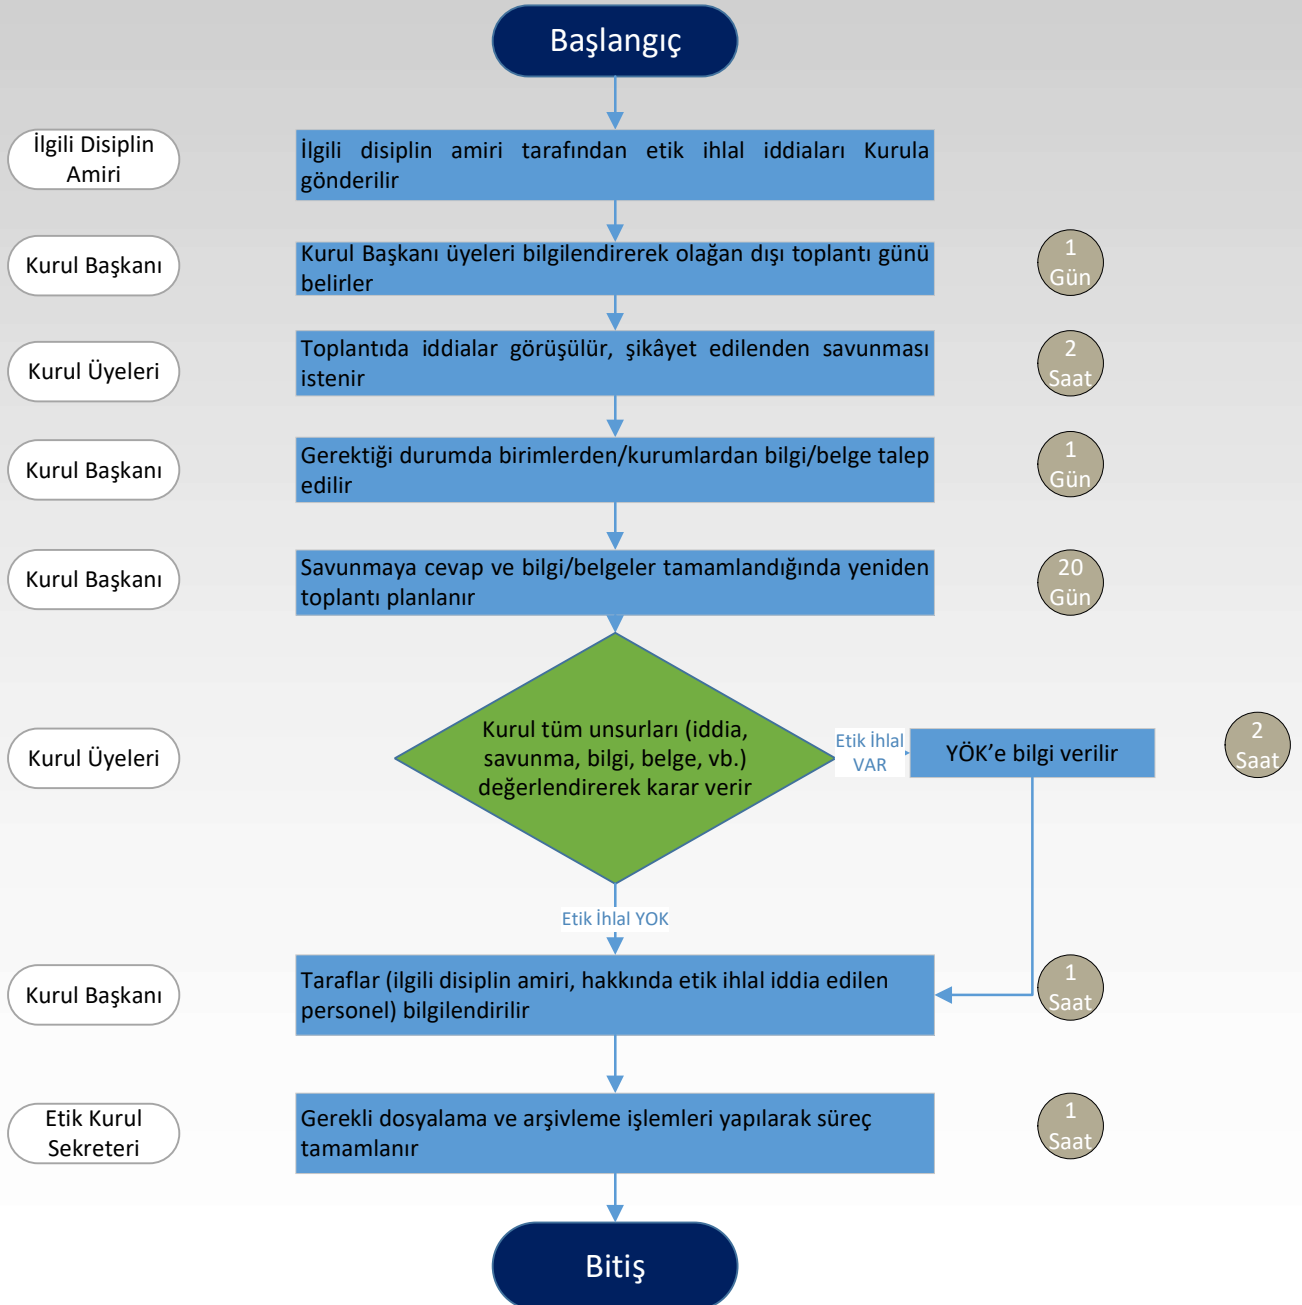 Başlangıç
İlgili Disiplin
Amiri
İlgili disiplin amiri tarafından etik ihlal iddiaları Kurula
gönderilir
Kurul Başkanı
Kurul Başkanı üyeleri bilgilendirerek olağan dışı toplantı günü
belirler
1
Gün
Kurul Üyeleri
Toplantıda iddialar görüşülür, şikâyet edilenden savunması
istenir
2
Saat
Kurul Başkanı
Gerektiği durumda birimlerden/kurumlardan bilgi/belge talep
edilir
1
Gün
Kurul Başkanı
Savunmaya cevap ve bilgi/belgeler tamamlandığında yeniden
toplantı planlanır
20
Gün
Kurul Üyeleri
Kurul tüm unsurları (iddia,
savunma, bilgi, belge, vb.)
değerlendirerek karar verir
Etik İhlal
VAR
YÖK’e bilgi verilir
2
Saat
Etik İhlal YOK
Kurul Başkanı
Taraflar (ilgili disiplin amiri, hakkında etik ihlal iddia edilen
personel) bilgilendirilir
1
Saat
Etik Kurul
Sekreteri
Gerekli dosyalama ve arşivleme işlemleri yapılarak süreç
tamamlanır
1
Saat
Bitiş